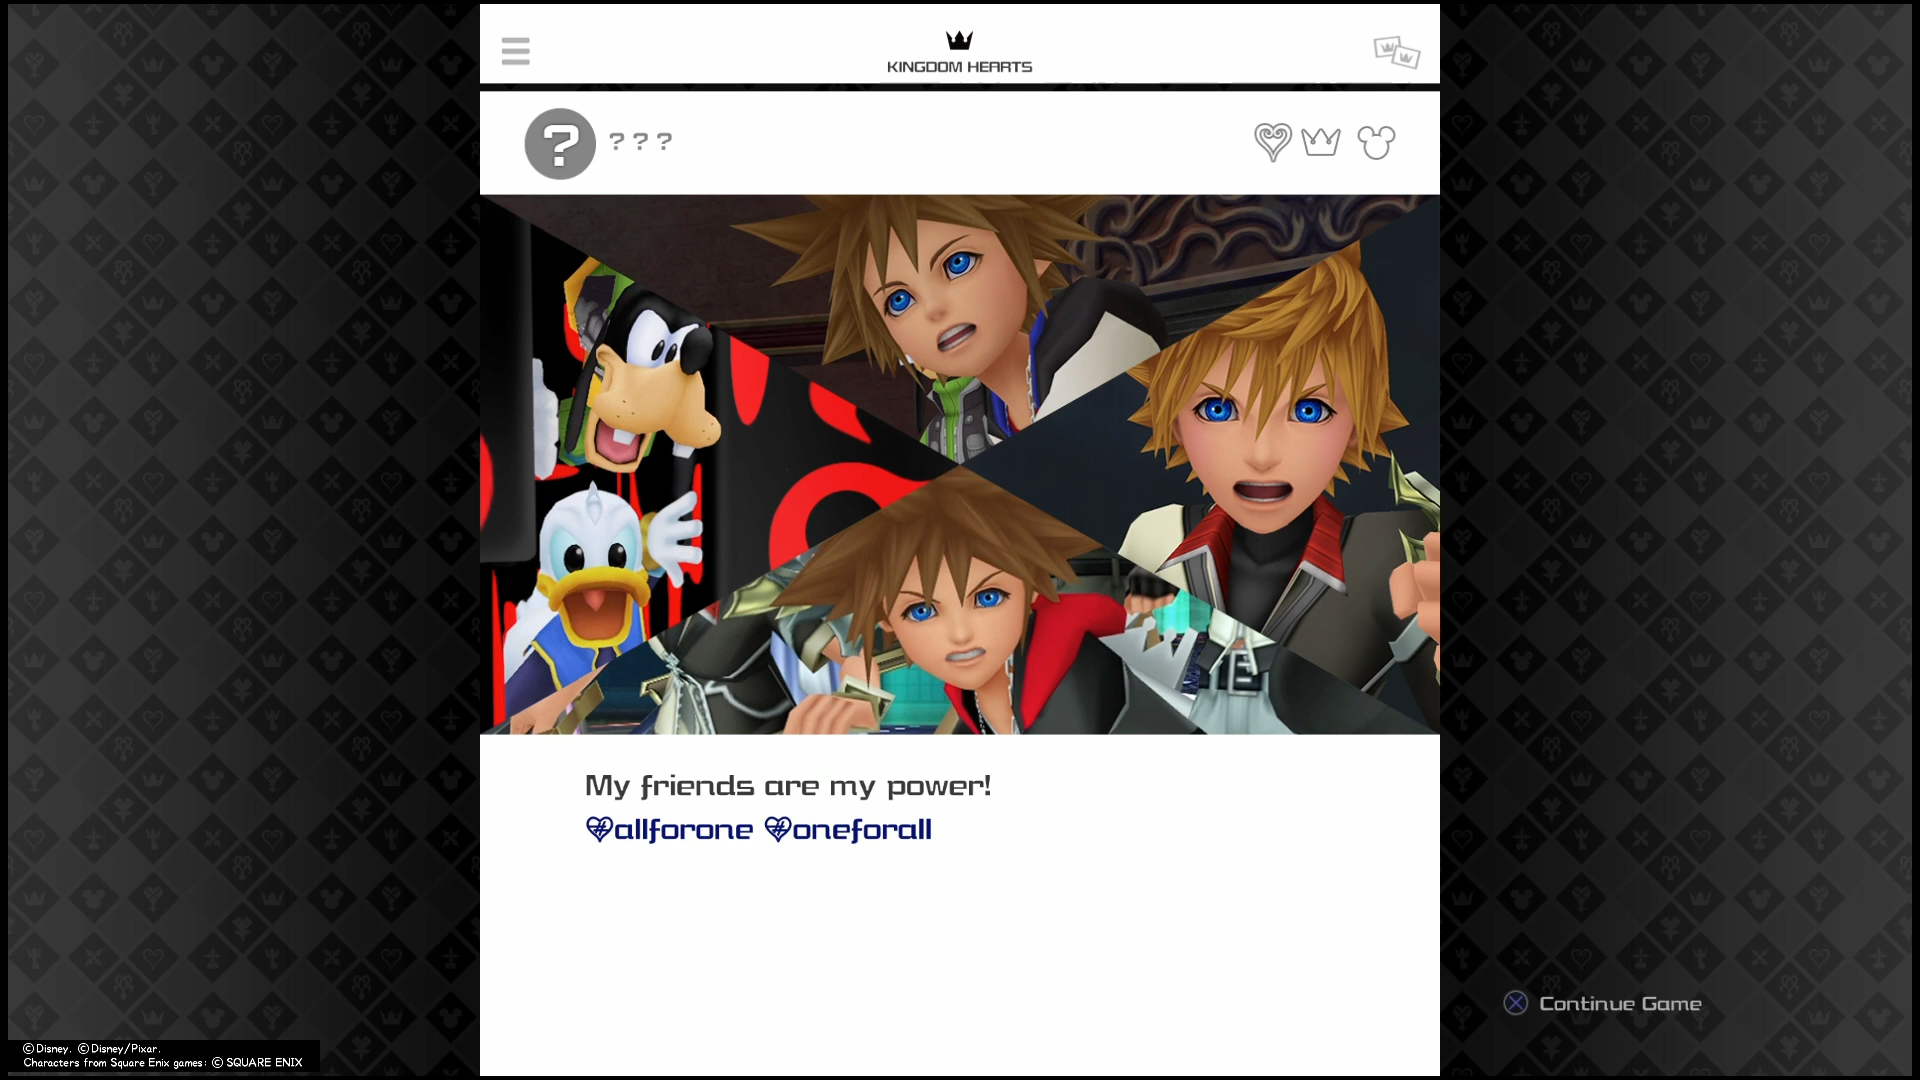 KINGDOM HEARTS
?
? ? ?
My friends are my power!
#allforone #oneforall
Continue Game
©Disney. ©Disney/Pixar.
Characters from Square Enix games: © SQUARE ENIX